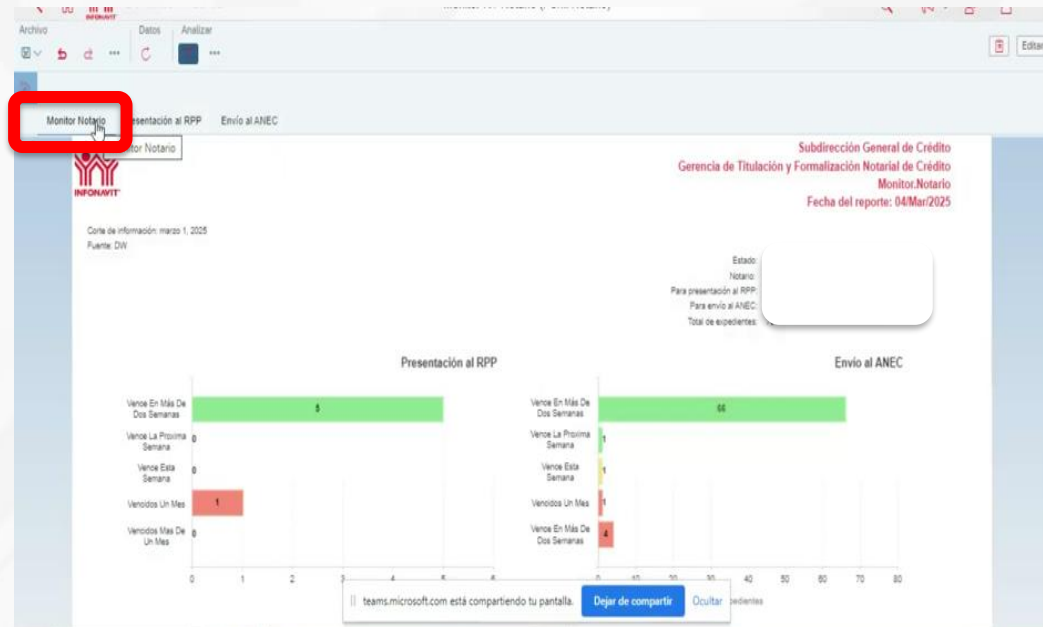 INFONAVIT
Archivo
Datos
Analizar
Editar
Monitor Notario
Presentación al RPP
Envío al ANEC
Notario
INFONAVIT
Subdirección General de Crédito
Gerencia de Titulación y Formalización Notarial de Crédito
Monitor.Notario
Fecha del reporte: 04/Mar/2025
Corte de información: marzo 1, 2025
Fuente: DW
Estado:
Notario:
Para presentación al RPP:
Para envío al ANEC:
Total de expedientes:
Presentación al RPP
Vence En Más De
Dos Semanas
5
Vence La Proxima
Semana
0
Vence Esta
Semana
0
Vencidos Un Mes
1
Vencidos Mas De
Un Mes
0
0 1 2 3 4 5 6
Envío al ANEC
Vence En Más De
Dos Semanas
66
Vence La Proxima
Semana
1
Vence Esta
Semana
1
Vencidos Un Mes
1
Vence En Más De
Dos Semanas
4
0 10 20 30 40 50 60 70 80
teams.microsoft.com está compartiendo tu pantalla.
Dejar de compartir
Ocultar